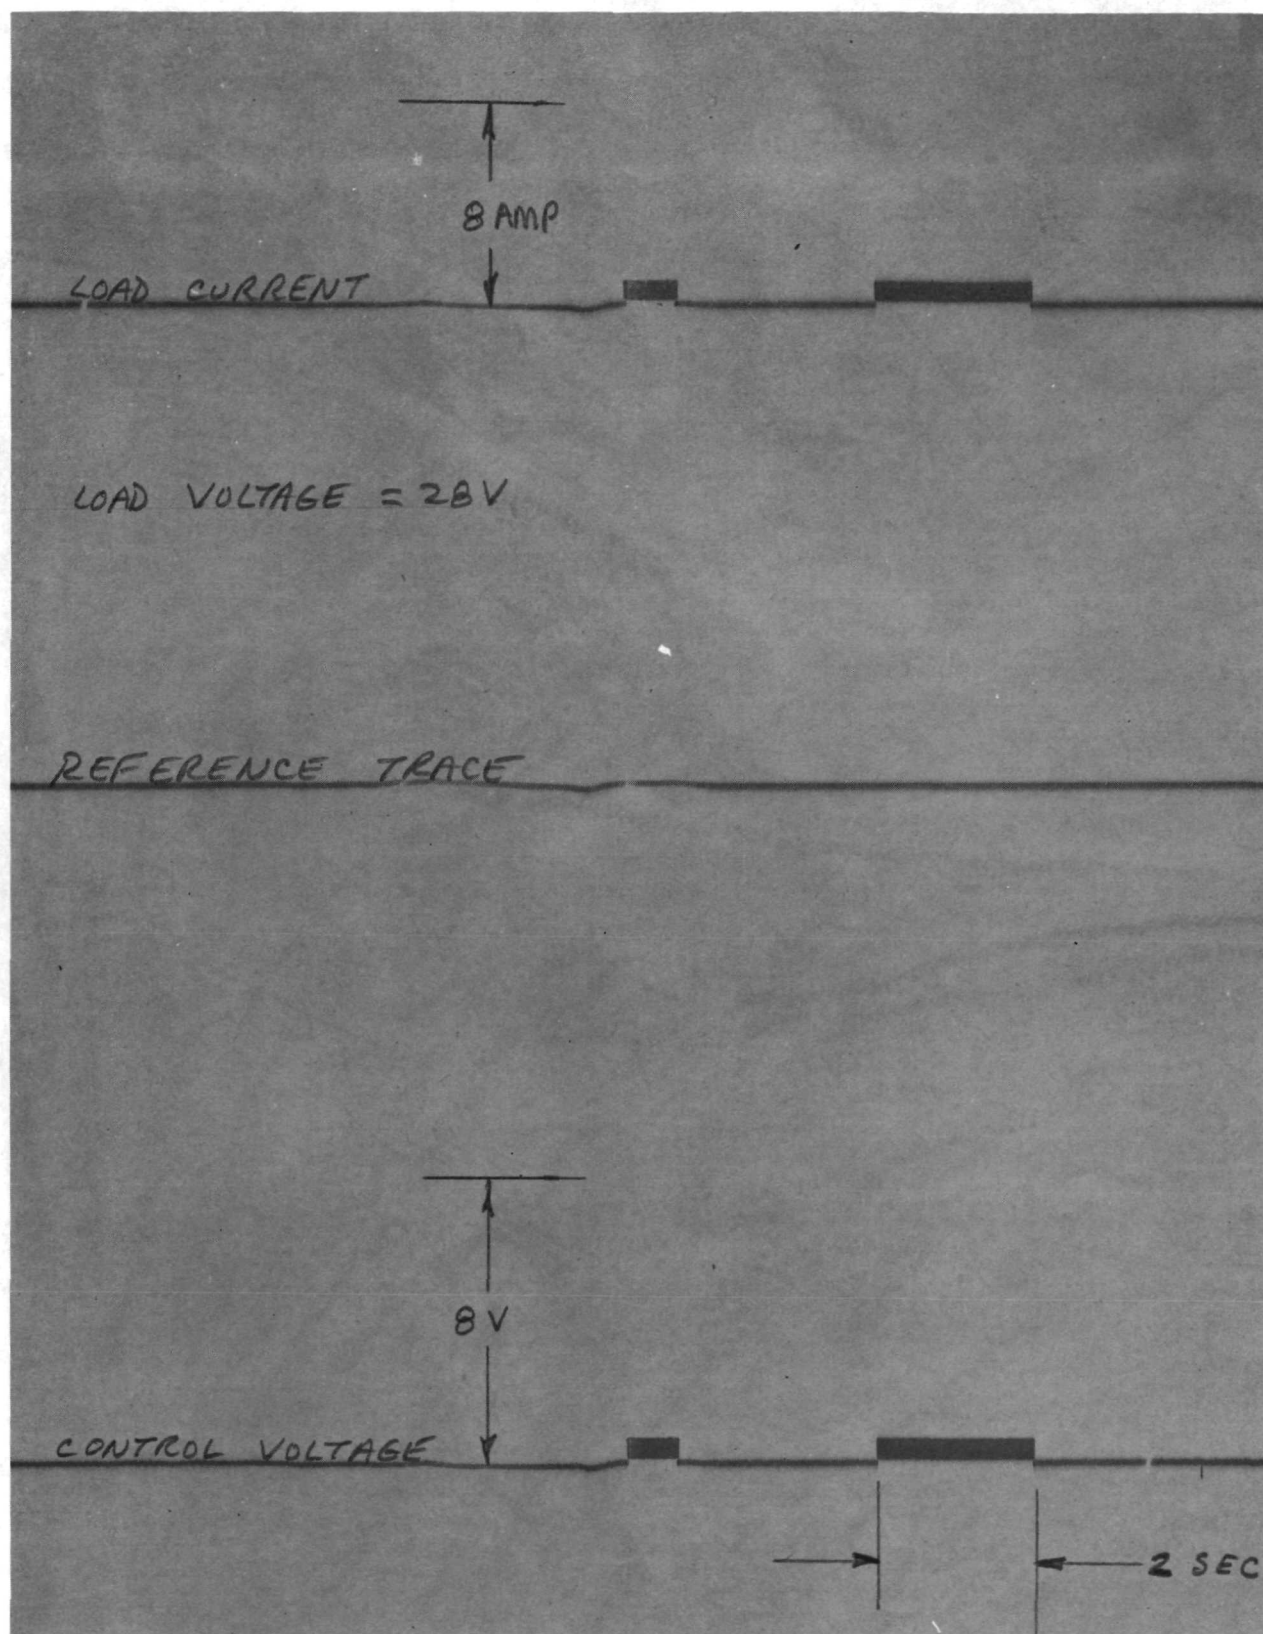 8 AMP
LOAD CURRENT
LOAD VOLTAGE = 28V
REFERENCE TRACE
8 V
CONTROL VOLTAGE
2 SEC